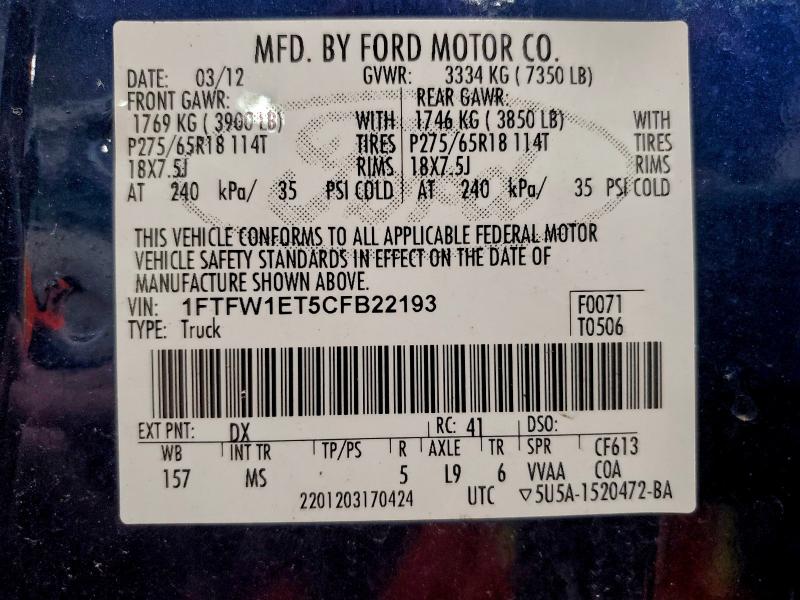 MFD. BY FORD MOTOR CO.
DATE: 03/12 GVWR: 3334 KG ( 7350 LB)
FRONT GAWR: REAR GAWR:
1769 KG ( 3900 LB) WITH 1746 KG ( 3850 LB) WITH
P275/65R18 114T TIRES P275/65R18 114T TIRES
18X7.5J RIMS 18X7.5J RIMS
AT 240 kPa/ 35 PSI COLD AT 240 kPa/ 35 PSI COLD
THIS VEHICLE CONFORMS TO ALL APPLICABLE FEDERAL MOTOR
VEHICLE SAFETY STANDARDS IN EFFECT ON THE DATE OF
MANUFACTURE SHOWN ABOVE.
VIN: 1FTFW1ET5CFB22193 F0071
TYPE: Truck T0506
EXT PNT: DX RC: 41 DSO:
WB INT TR TP/PS R AXLE TR SPR CF613
157 MS 5 L9 6 VVAA COA
2201203170424 UTC ▽5U5A-1520472-BA